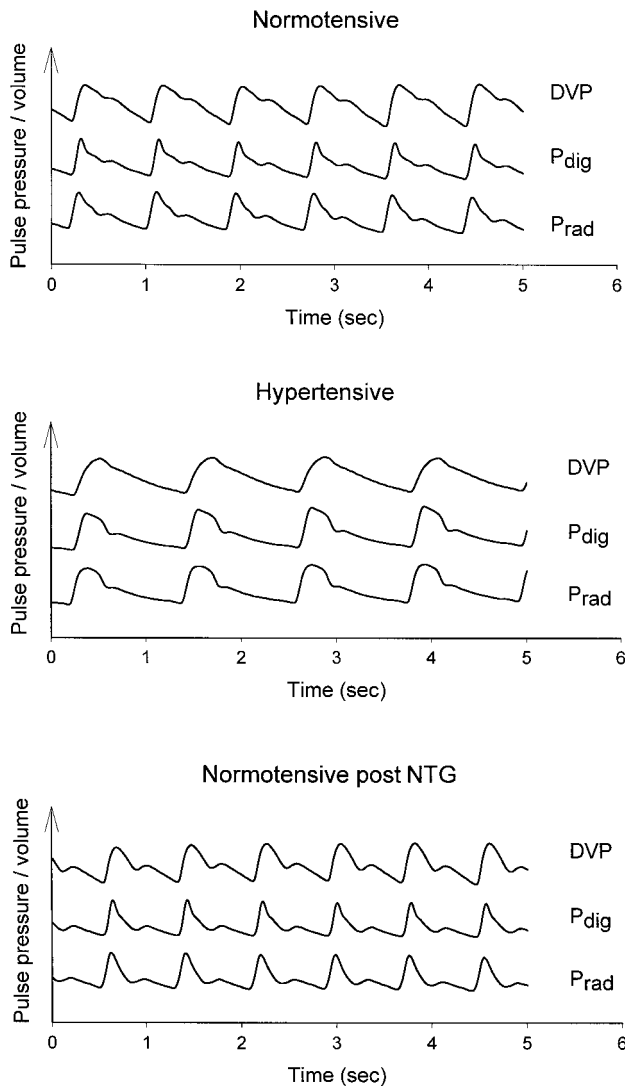 Normotensive
Pulse pressure / volume
DVP
Pdig
Prad
0 1 2 3 4 5 6
Time (sec)
Hypertensive
Pulse pressure / volume
DVP
Pdig
Prad
0 1 2 3 4 5 6
Time (sec)
Normotensive post NTG
Pulse pressure / volume
DVP
Pdig
Prad
0 1 2 3 4 5 6
Time (sec)